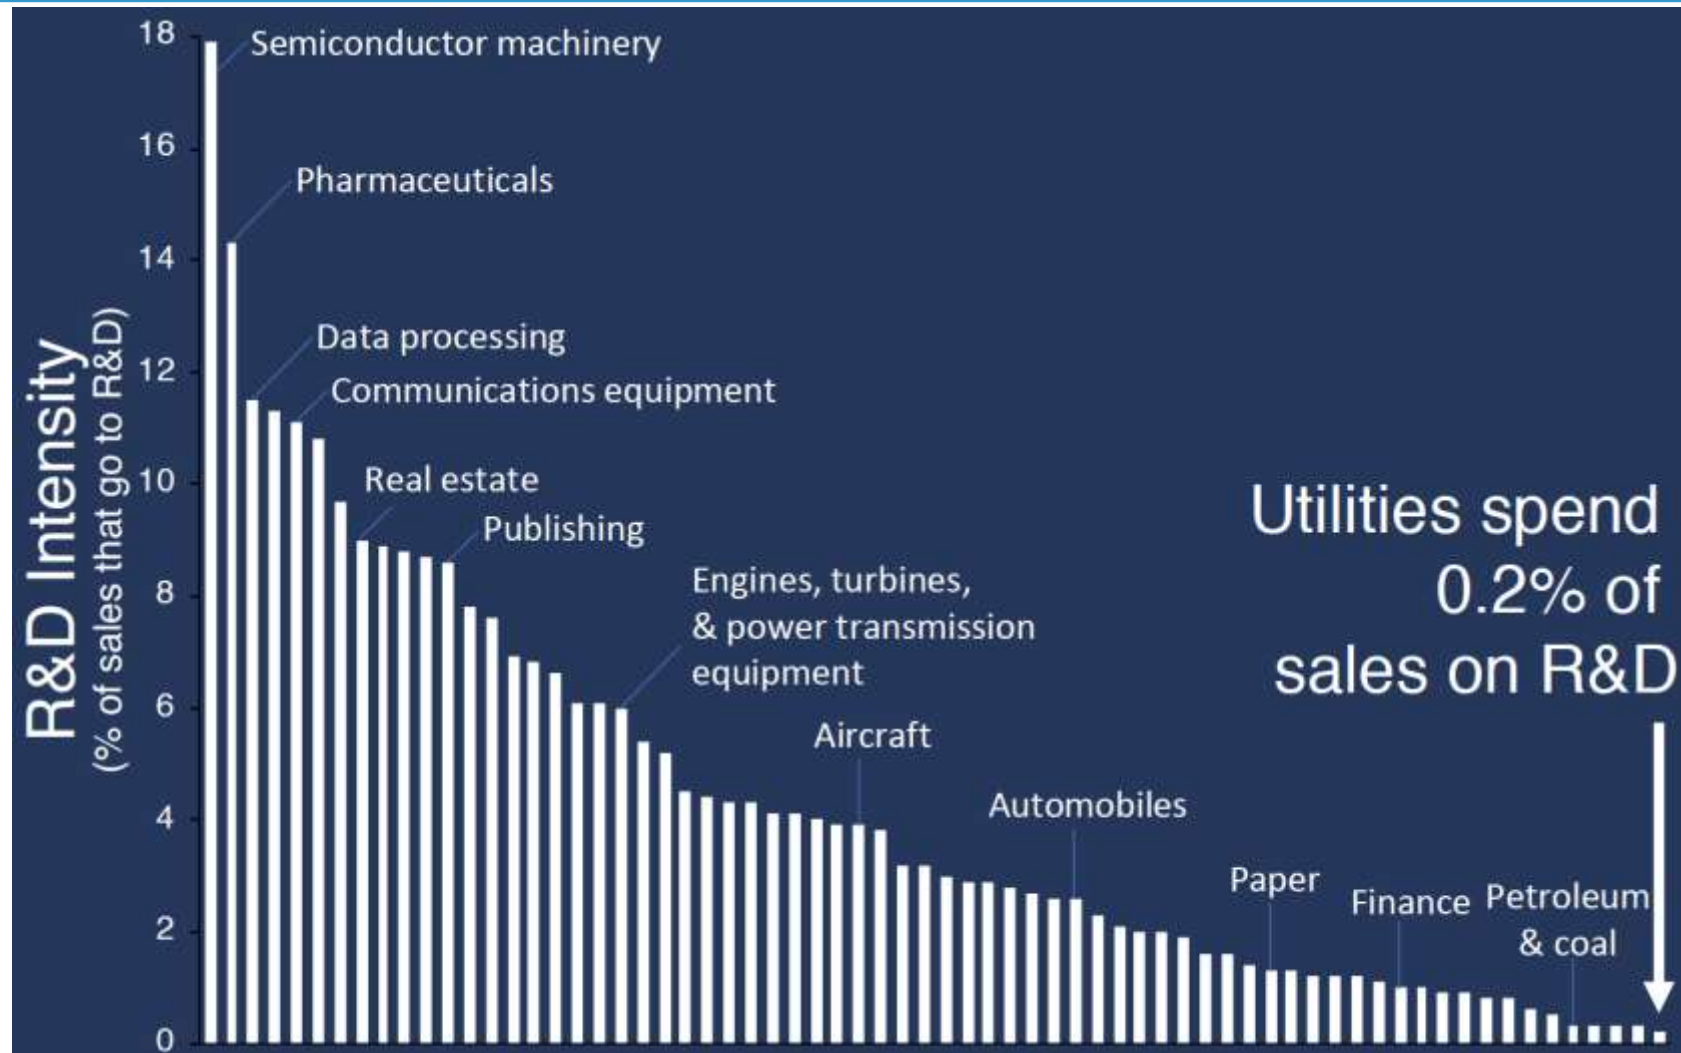 R&D Intensity
(% of sales that go to R&D)
18
16
14
12
10
8
6
4
2
0
Semiconductor machinery
Pharmaceuticals
Data processing
Communications equipment
Real estate
Publishing
Engines, turbines,
& power transmission
equipment
Aircraft
Automobiles
Paper
Finance
Petroleum
& coal
Utilities spend
0.2% of
sales on R&D